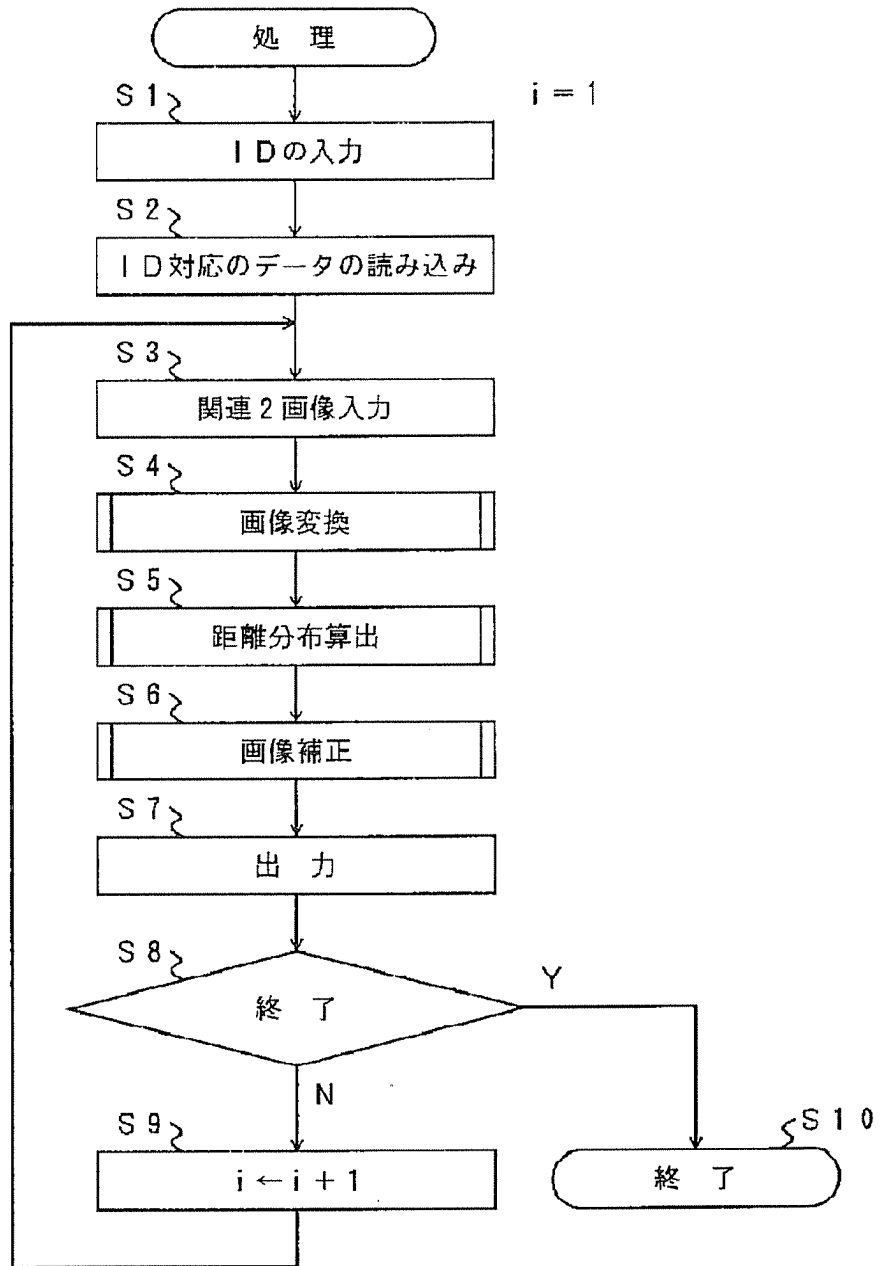 処 理
i = 1
S1
IDの入力
S2
ID対応のデータの読み込み
S3
関連2画像入力
S4
画像変換
S5
距離分布算出
S6
画像補正
S7
出 力
S8
終 了
Y
N
S9
i ← i + 1
S10
終 了